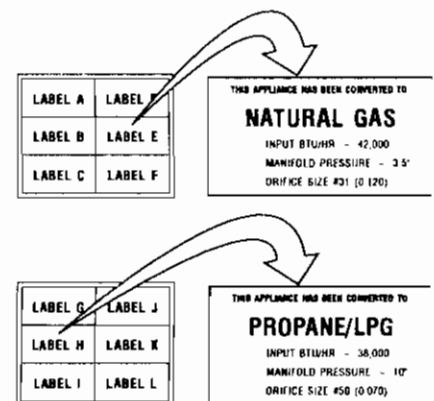 LABEL A LABEL
LABEL B LABEL E
LABEL C LABEL F
THIS APPLIANCE HAS BEEN CONVERTED TO
NATURAL GAS
INPUT BTU/HR - 42,000
MANIFOLD PRESSURE - 3.5"
ORIFICE SIZE #31 (0.120)
LABEL G LABEL J
LABEL H LABEL K
LABEL I LABEL L
THIS APPLIANCE HAS BEEN CONVERTED TO
PROPANE/LPG
INPUT BTU/HR - 38,000
MANIFOLD PRESSURE - 10"
ORIFICE SIZE #50 (0.070)